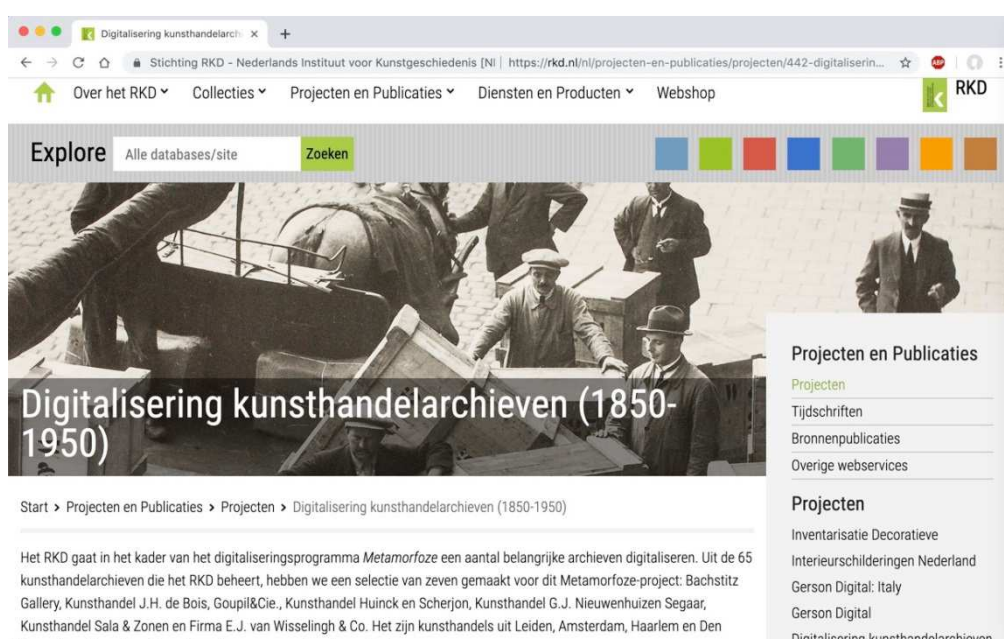 Digitalisering kunsthandelarch
Stichting RKD - Nederlands Instituut voor Kunstgeschiedenis [Nl | https://rkd.nl/nl/projecten-en-publicaties/projecten/442-digitaliserin...
ABP
Over het RKD Collecties Projecten en Publicaties Diensten en Producten Webshop
RKD
Explore Alle databases/site Zoeken
Digitalisering kunsthandelarchieven (1850-
1950)
Start > Projecten en Publicaties > Projecten > Digitalisering kunsthandelarchieven (1850-1950)
Het RKD gaat in het kader van het digitaliseringsprogramma Metamorfoze een aantal belangrijke archieven digitaliseren. Uit de 65
kunsthandelarchieven die het RKD beheert, hebben we een selectie van zeven gemaakt voor dit Metamorfoze-project: Bachstitz
Gallery, Kunsthandel J.H. de Bois, Goupil&Cie., Kunsthandel Huinck en Scherjon, Kunsthandel G.J. Nieuwenhuizen Segaar,
Kunsthandel Sala & Zonen en Firma E.J. van Wisselingh & Co. Het zijn kunsthandels uit Leiden, Amsterdam, Haarlem en Den
Projecten en Publicaties
Projecten
Tijdschriften
Bronnenpublicaties
Overige webservices
Projecten
Inventarisatie Decoratieve
Interieurschilderingen Nederland
Gerson Digital: Italy
Gerson Digital
Digitalisering kunsthandelarchieven